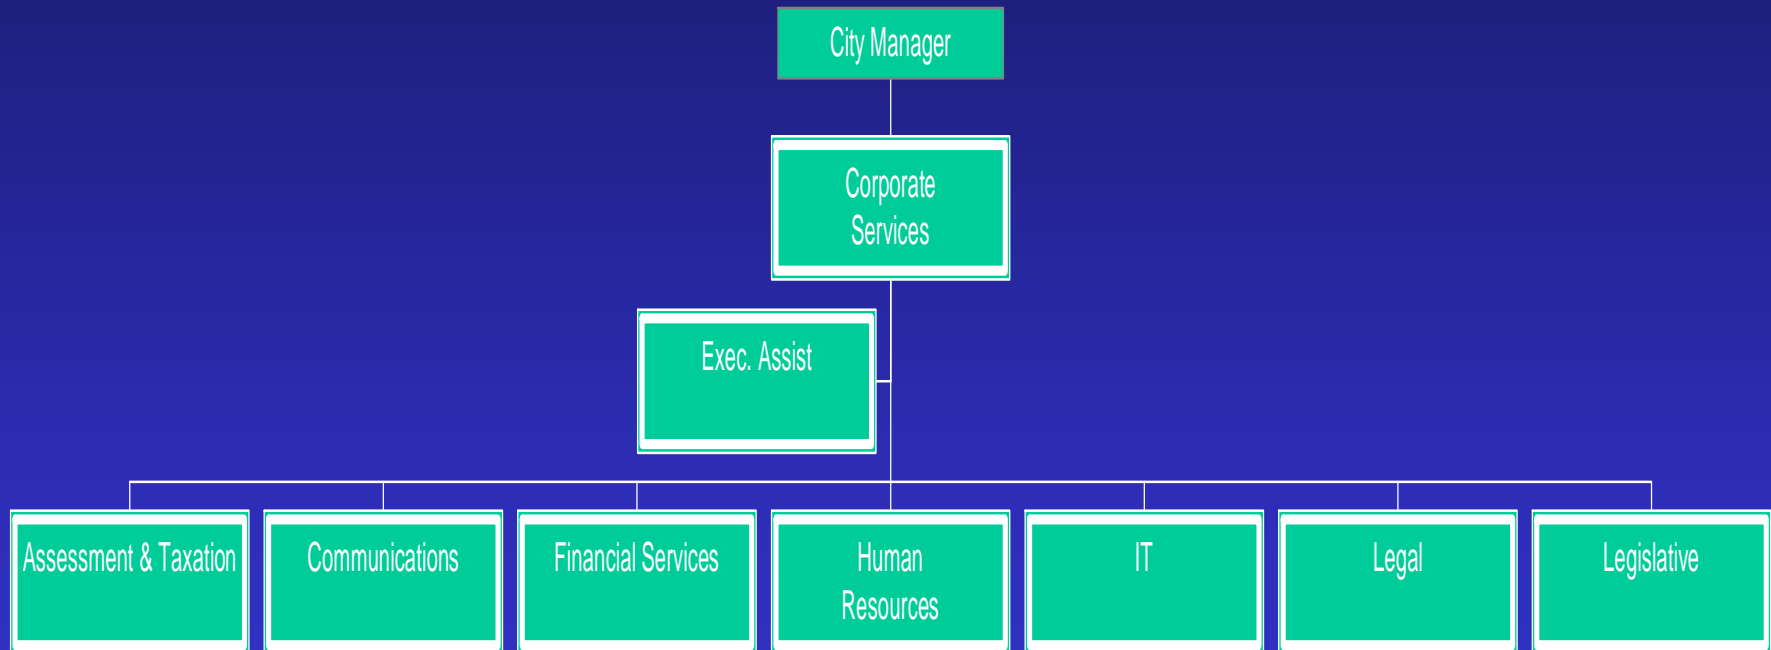 City Manager
Corporate
Services
Exec. Assist
Assessment & Taxation
Communications
Financial Services
Human
Resources
IT
Legal
Legislative